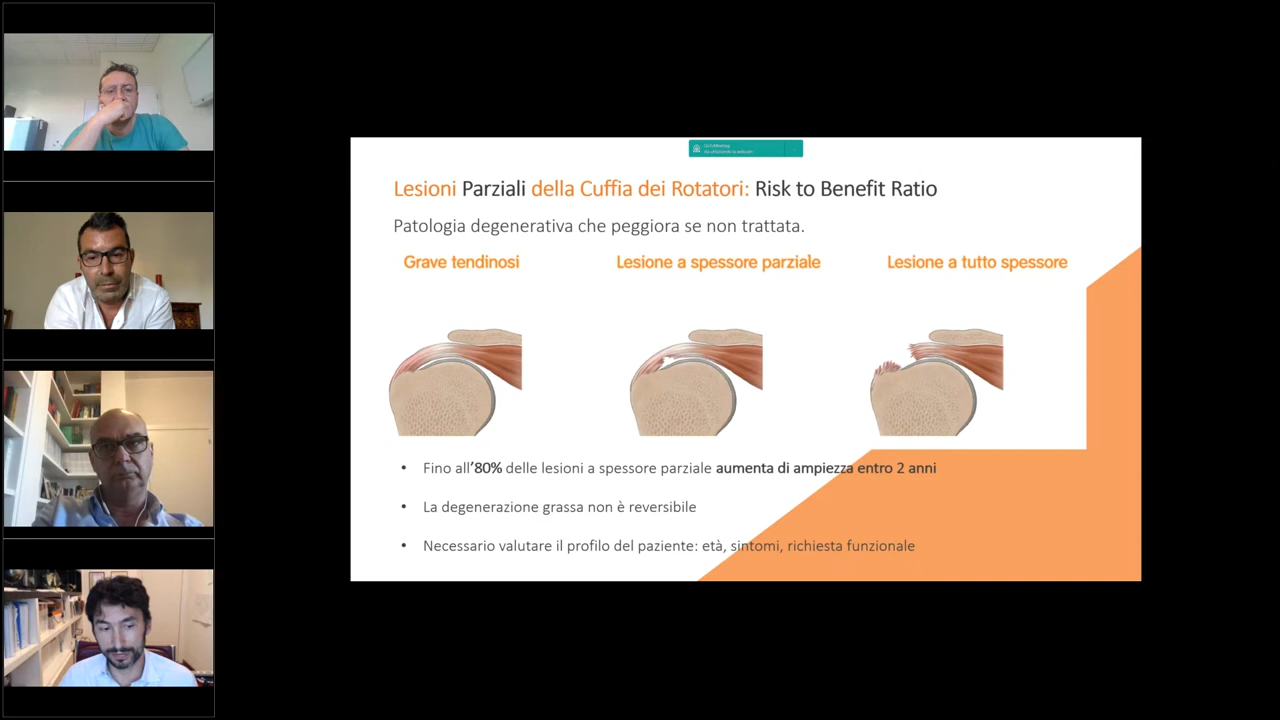 GoToMeeting
Lesioni Parziali della Cuffia dei Rotatori: Risk to Benefit Ratio
Patologia degenerativa che peggiora se non trattata.
Grave tendinosi
Lesione a spessore parziale
Lesione a tutto spessore
• Fino all'80% delle lesioni a spessore parziale aumenta di ampiezza entro 2 anni
• La degenerazione grassa non è reversibile
• Necessario valutare il profilo del paziente: età, sintomi, richiesta funzionale